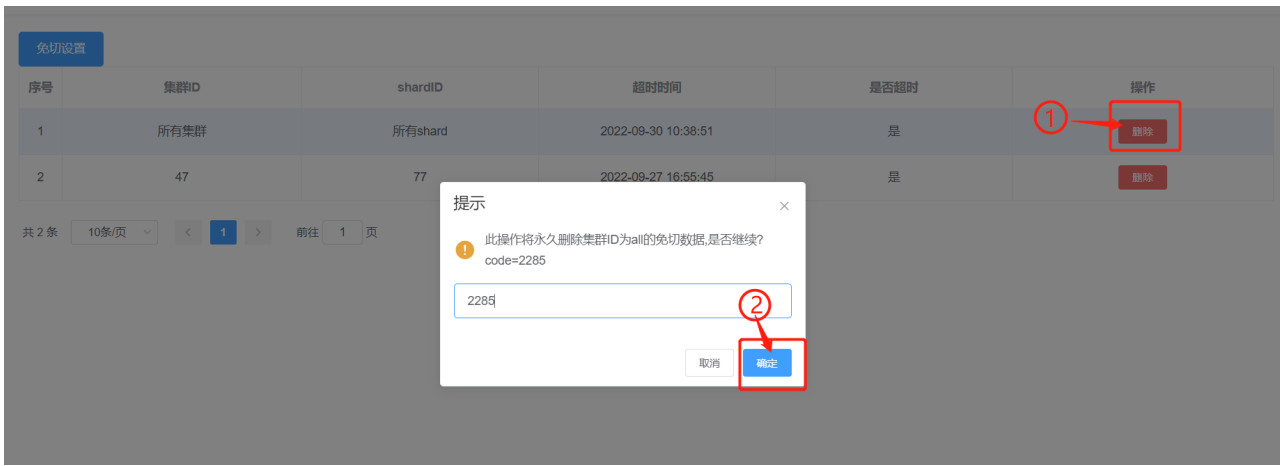 免切设置
序号 集群ID shardID 超时时间 是否超时 操作
1 所有集群 所有shard 2022-09-30 10:38:51 是 ① 删除
2 47 77 2022-09-27 16:55:45 是 删除
共 2 条 10条/页 < 1 > 前往 1 页
提示 ×
此操作将永久删除集群ID为all的免切数据,是否继续?
code=2285
2285
②
取消 确定